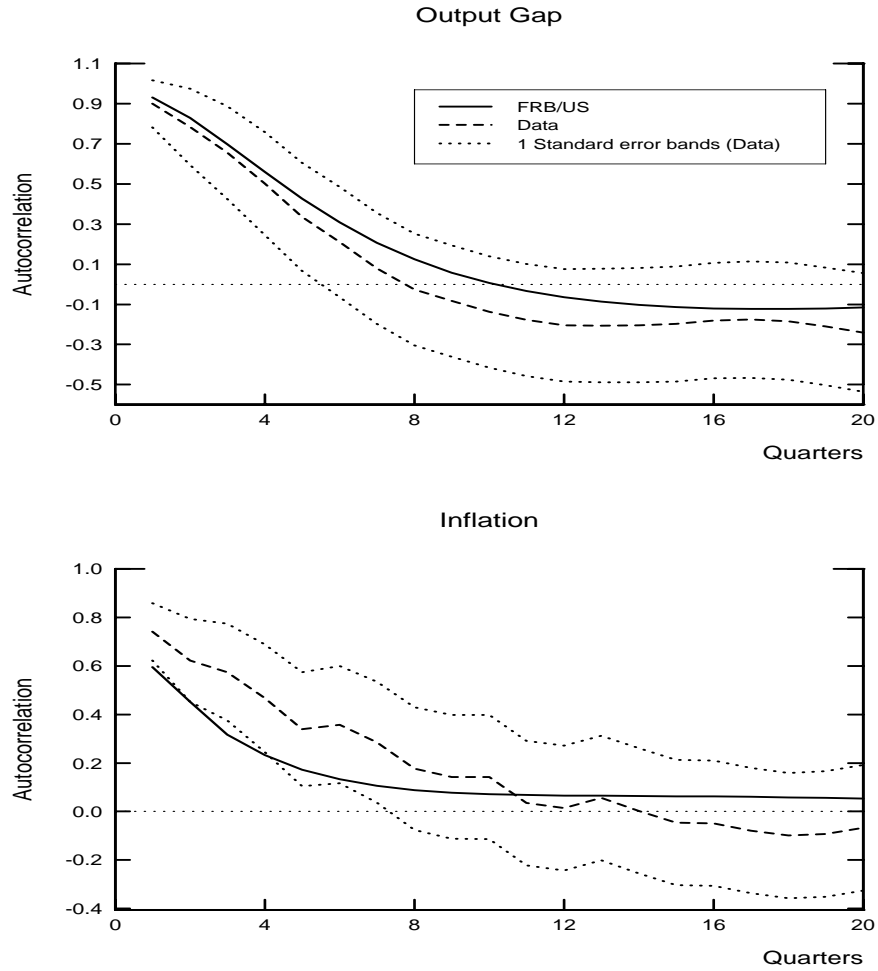 Output Gap
Autocorrelation
1.1
0.9
0.7
0.5
0.3
0.1
-0.1
-0.3
-0.5
FRB/US
Data
1 Standard error bands (Data)
0 4 8 12 16 20
Quarters
Inflation
Autocorrelation
1.0
0.8
0.6
0.4
0.2
0.0
-0.2
-0.4
0 4 8 12 16 20
Quarters